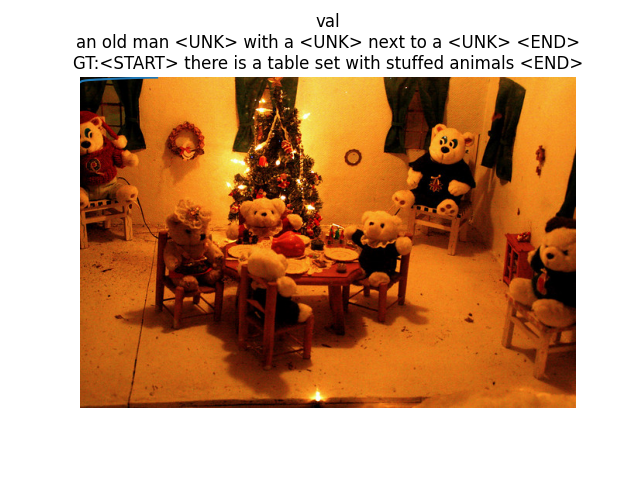 val
an old man <UNK> with a <UNK> next to a <UNK> <END>
GT:<START> there is a table set with stuffed animals <END>